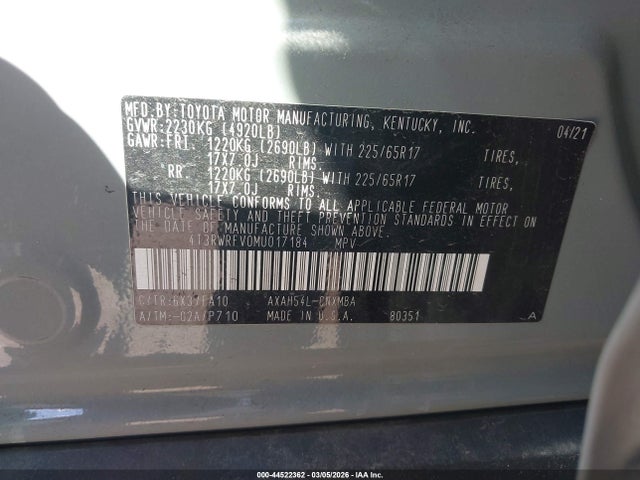 MFD.BY:TOYOTA MOTOR MANUFACTURING, KENTUCKY, INC. 04/21
GVWR:2230KG (4920LB)
GAWR:FRT. 1220KG (2690LB) WITH 225/65R17 TIRES,
17X7.0J RIMS,
RR. 1220KG (2690LB) WITH 225/65R17 TIRES,
17X7.0J RIMS.
THIS VEHICLE CONFORMS TO ALL APPLICABLE FEDERAL MOTOR
VEHICLE SAFETY AND THEFT PREVENTION STANDARDS IN EFFECT ON
THE DATE OF MANUFACTURE SHOWN ABOVE.
4T3RWRFV0MU017184 MPV
C/TR:6X3/FA10 AXAH54L-ANXMBA
A/TM:-02A/P710 MADE IN U.S.A. 80351 A
000-44522362 | 03/05/2026 | IAA, Inc.